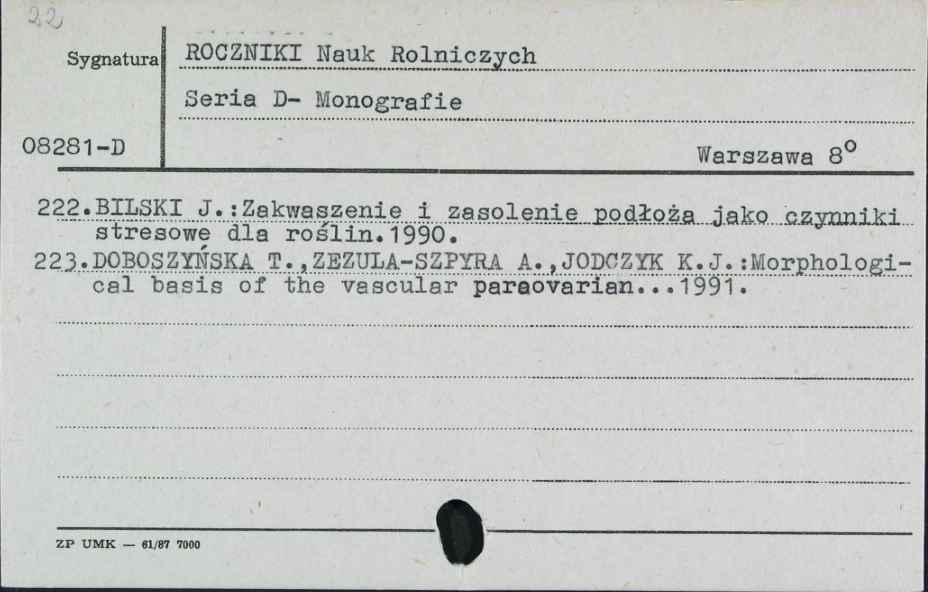 22
Sygnatura
ROCZNIKI Nauk Rolniczych
Seria D- Monografie
08281-D
Warszawa 8°
222.BILSKI J.:Zakwaszenie i zasolenie podłoża jako czynniki
stresowe dla roślin.1990.
223.DOBOSZYŃSKA T.,ZEZULA-SZPYRA A.,JODCZYK K.J.:Morphologi-
cal basis of the vascular paraovarian...1991.
ZP UMK — 61/87 7000